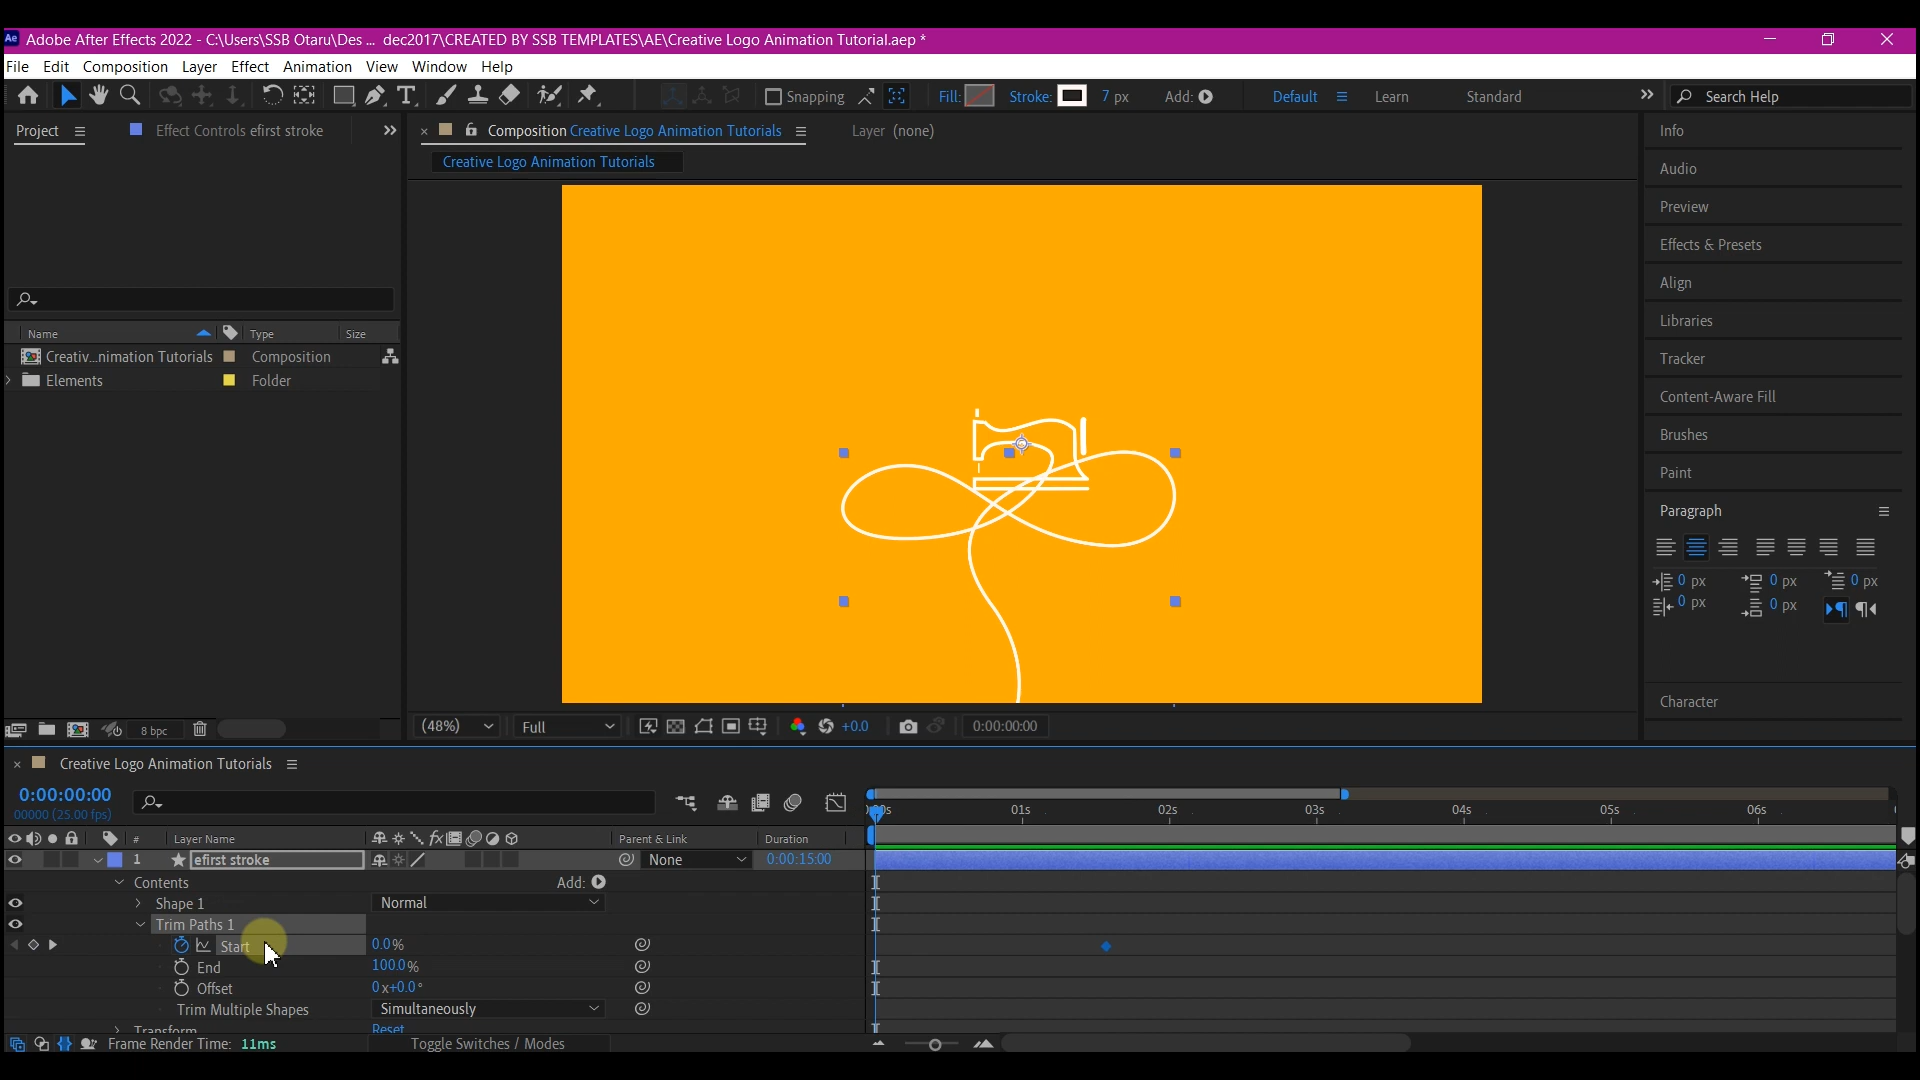 Ae Adobe After Effects 2022 - C:\Users\SSB Otaru\Des ... dec2017\CREATED BY SSB TEMPLATES\AE\Creative Logo Animation Tutorial.aep *
File Edit Composition Layer Effect Animation View Window Help
Snapping Fill: Stroke: 7 px Add: Default Learn Standard Search Help
Project Effect Controls efirst stroke Composition Creative Logo Animation Tutorials Layer (none) Info
Creative Logo Animation Tutorials
Audio
Preview
Effects & Presets
Align
Libraries
Tracker
Content-Aware Fill
Brushes
Paint
Paragraph
0 px 0 px 0 px
0 px 0 px
Character
Name Type Size
Creativ...nimation Tutorials Composition
Elements Folder
8 bpc (48%) Full +0.0 0:00:00:00
Creative Logo Animation Tutorials
0:00:00:00
00000 (25.00 fps)
01s 02s 03s 04s 05s 06s
# Layer Name Parent & Link Duration
1 efirst stroke None 0:00:15:00
Contents Add:
Shape 1 Normal
Trim Paths 1
Start 0.0%
End 100.0%
Offset 0x+0.0°
Trim Multiple Shapes Simultaneously
Transform Reset
Frame Render Time: 11ms Toggle Switches / Modes